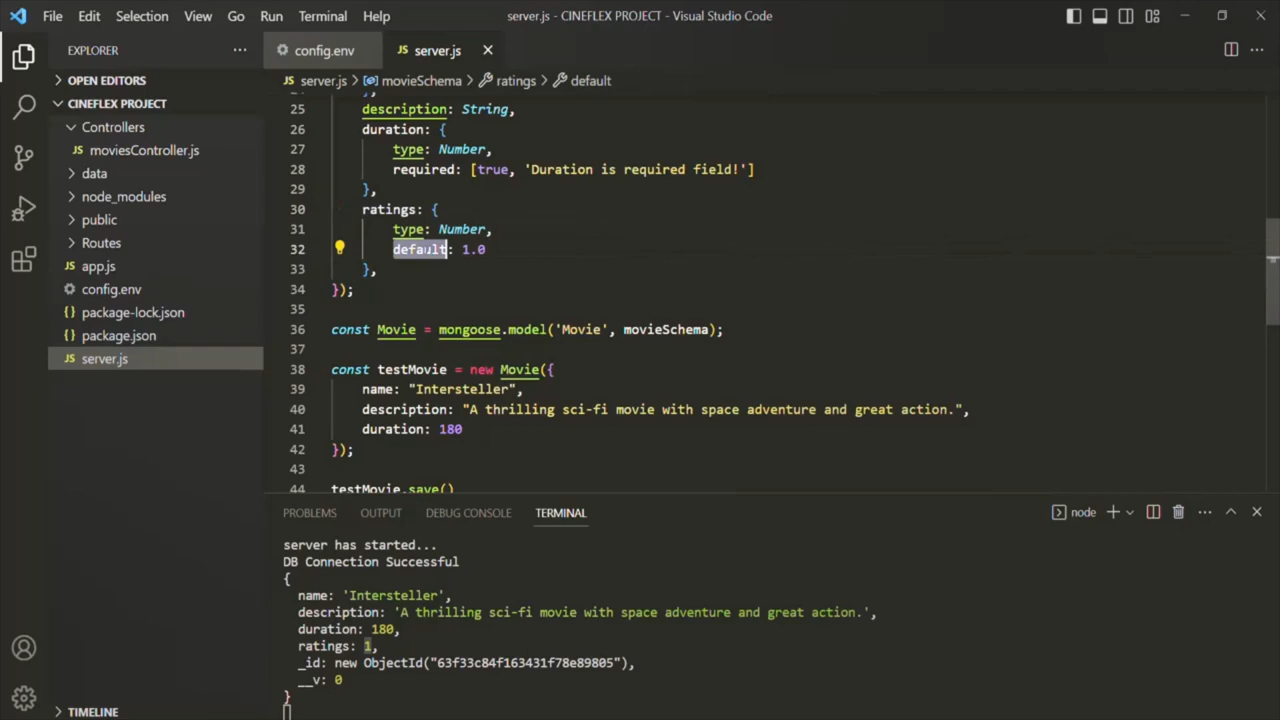 File Edit Selection View Go Run Terminal Help
server.js - CINEFLEX PROJECT - Visual Studio Code
EXPLORER
OPEN EDITORS
CINEFLEX PROJECT
Controllers
JS moviesController.js
data
node_modules
public
Routes
JS app.js
config.env
{} package-lock.json
{} package.json
JS server.js
TIMELINE
config.env
JS server.js
JS server.js > movieSchema > ratings > default
25 description: String,
26 duration: {
27 type: Number,
28 required: [true, 'Duration is required field!']
29 },
30 ratings: {
31 type: Number,
32 default: 1.0
33 },
34 });
35
36 const Movie = mongoose.model('Movie', movieSchema);
37
38 const testMovie = new Movie({
39 name: "Intersteller",
40 description: "A thrilling sci-fi movie with space adventure and great action.",
41 duration: 180
42 });
43
44 testMovie.save()
PROBLEMS OUTPUT DEBUG CONSOLE TERMINAL
node
server has started...
DB Connection Successful
{
name: 'Intersteller',
description: 'A thrilling sci-fi movie with space adventure and great action.',
duration: 180,
ratings: 1,
_id: new ObjectId("63f33c84f163431f78e89805"),
__v: 0
}